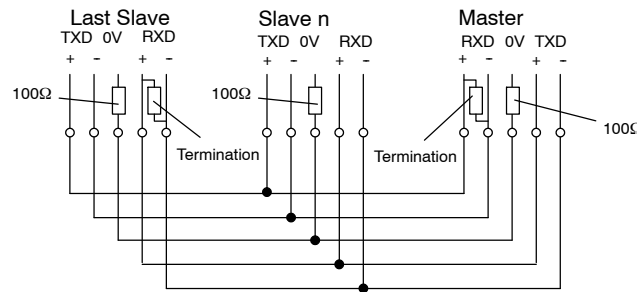 Last Slave Slave n Master
TXD 0V RXD TXD 0V RXD RXD 0V TXD
+ - + - + - + - + - + -
100Ω 100Ω 100Ω
Termination Termination